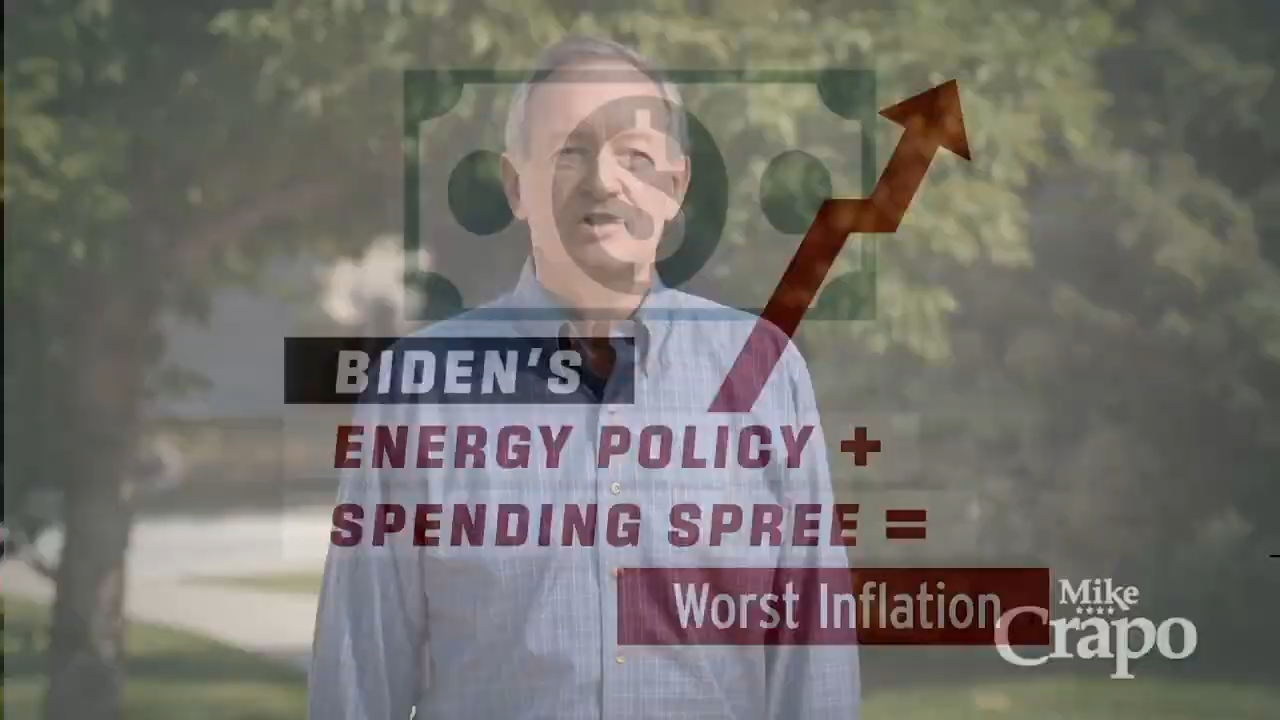 BIDEN'S
ENERGY POLICY +
SPENDING SPREE =
Worst Inflation
Mike
Crapo